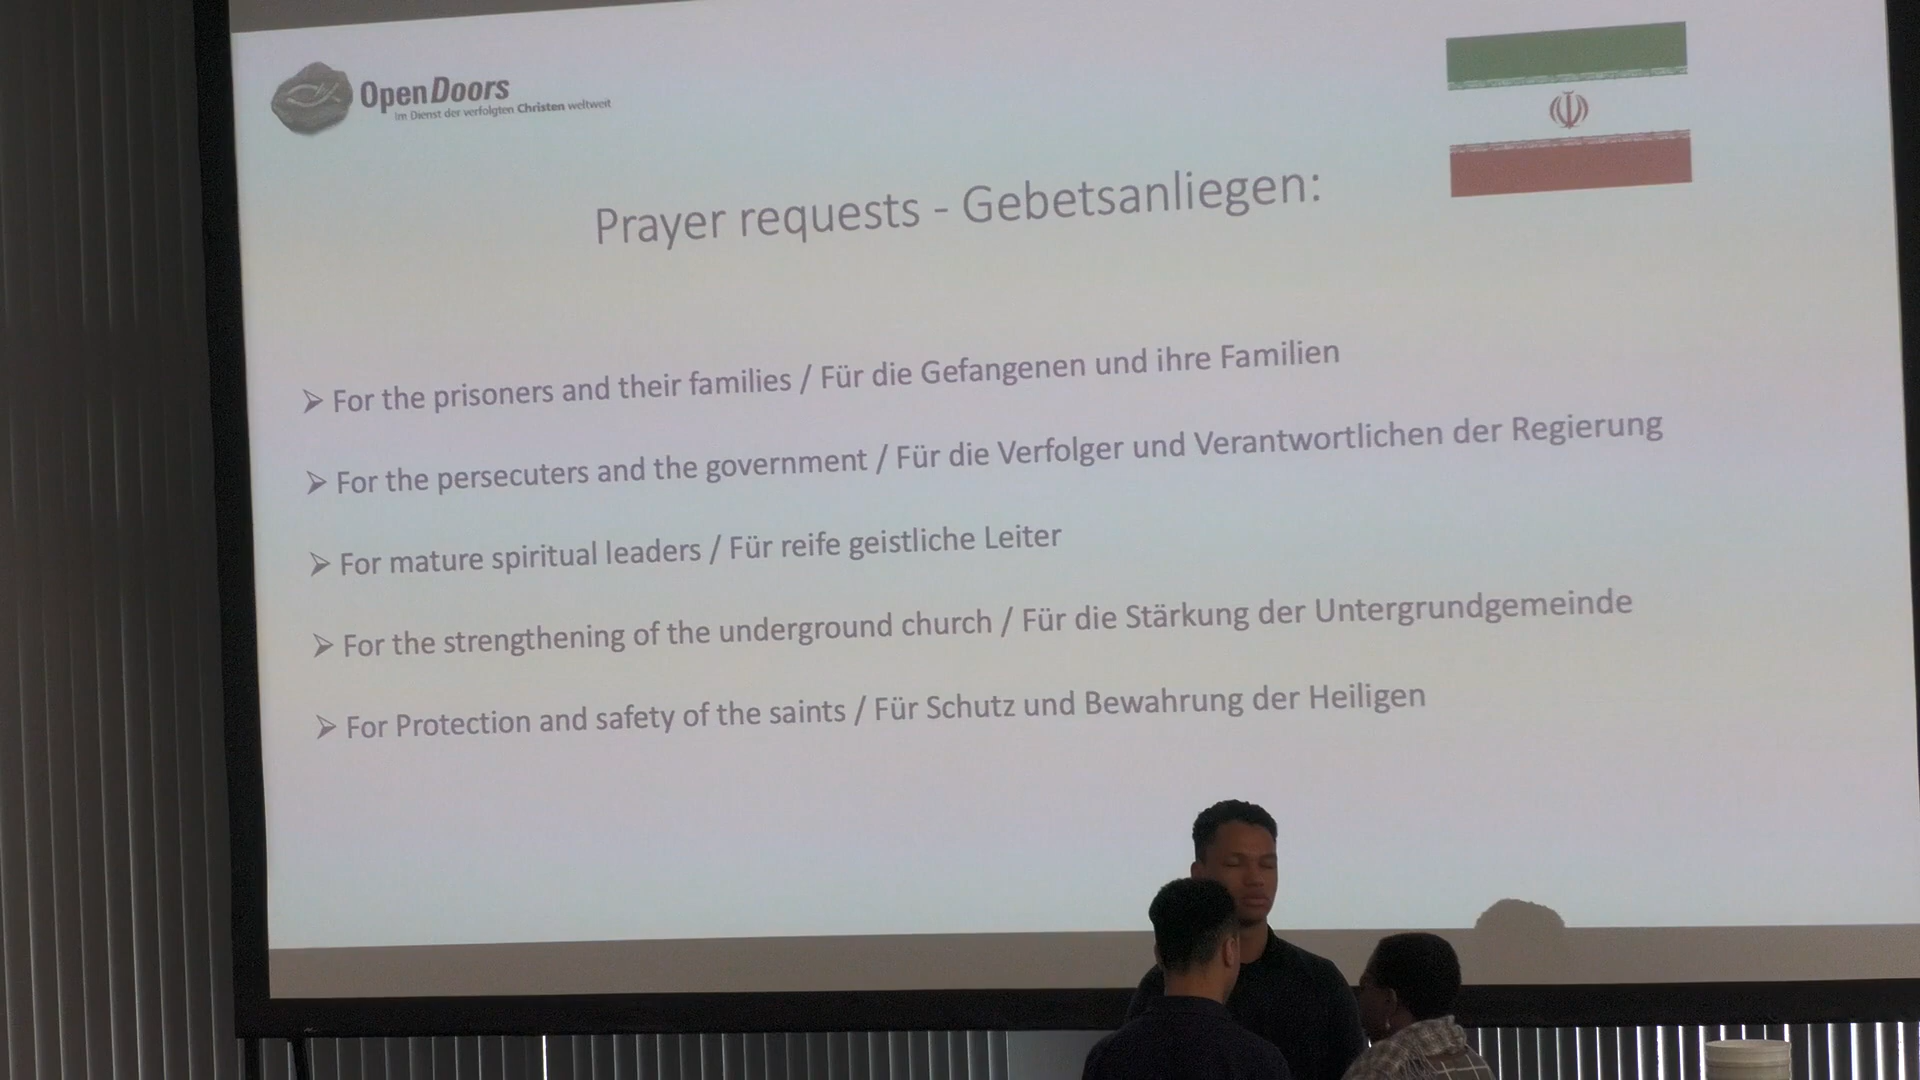 OpenDoors
Im Dienst der verfolgten Christen weltweit
Prayer requests - Gebetsanliegen:
➢ For the prisoners and their families / Für die Gefangenen und ihre Familien
➢ For the persecuters and the government / Für die Verfolger und Verantwortlichen der Regierung
➢ For mature spiritual leaders / Für reife geistliche Leiter
➢ For the strengthening of the underground church / Für die Stärkung der Untergrundgemeinde
➢ For Protection and safety of the saints / Für Schutz und Bewahrung der Heiligen